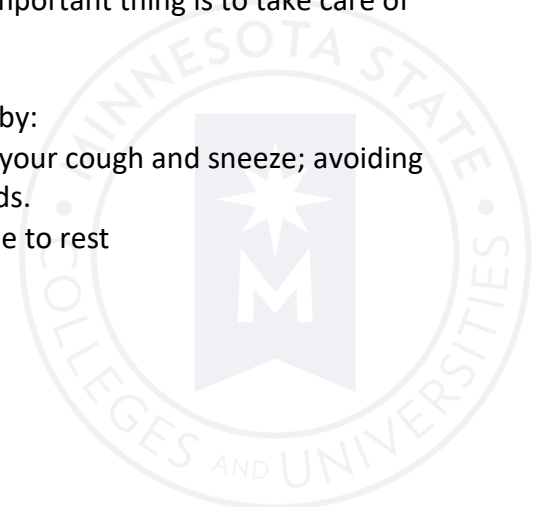 mportant thing is to take care of
by:
your cough and sneeze; avoiding
ds.
e to rest
MINNESOTA STATE
COLLEGES AND UNIVERSITIES
M